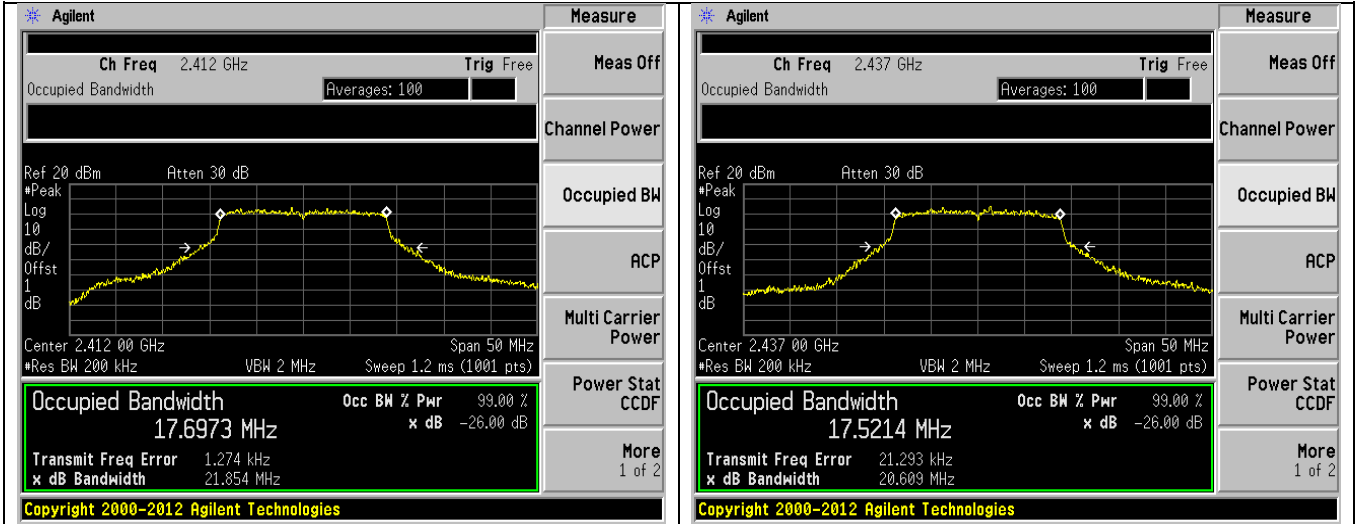 Agilent
Measure
Ch Freq 2.412 GHz Trig Free
Meas Off
Occupied Bandwidth Averages: 100
Channel Power
Ref 20 dBm Atten 30 dB
#Peak
Occupied BW
Log
10
dB/
ACP
Offst
1
dB
Multi Carrier
Power
Center 2.412 00 GHz Span 50 MHz
#Res BW 200 kHz VBW 2 MHz Sweep 1.2 ms (1001 pts)
Power Stat
CCDF
Occupied Bandwidth Occ BW % Pwr 99.00 %
17.6973 MHz x dB -26.00 dB
More
1 of 2
Transmit Freq Error 1.274 kHz
x dB Bandwidth 21.854 MHz
Copyright 2000-2012 Agilent Technologies
Agilent
Measure
Ch Freq 2.437 GHz Trig Free
Meas Off
Occupied Bandwidth Averages: 100
Channel Power
Ref 20 dBm Atten 30 dB
#Peak
Occupied BW
Log
10
dB/
ACP
Offst
1
dB
Multi Carrier
Power
Center 2.437 00 GHz Span 50 MHz
#Res BW 200 kHz VBW 2 MHz Sweep 1.2 ms (1001 pts)
Power Stat
CCDF
Occupied Bandwidth Occ BW % Pwr 99.00 %
17.5214 MHz x dB -26.00 dB
More
1 of 2
Transmit Freq Error 21.293 kHz
x dB Bandwidth 20.609 MHz
Copyright 2000-2012 Agilent Technologies